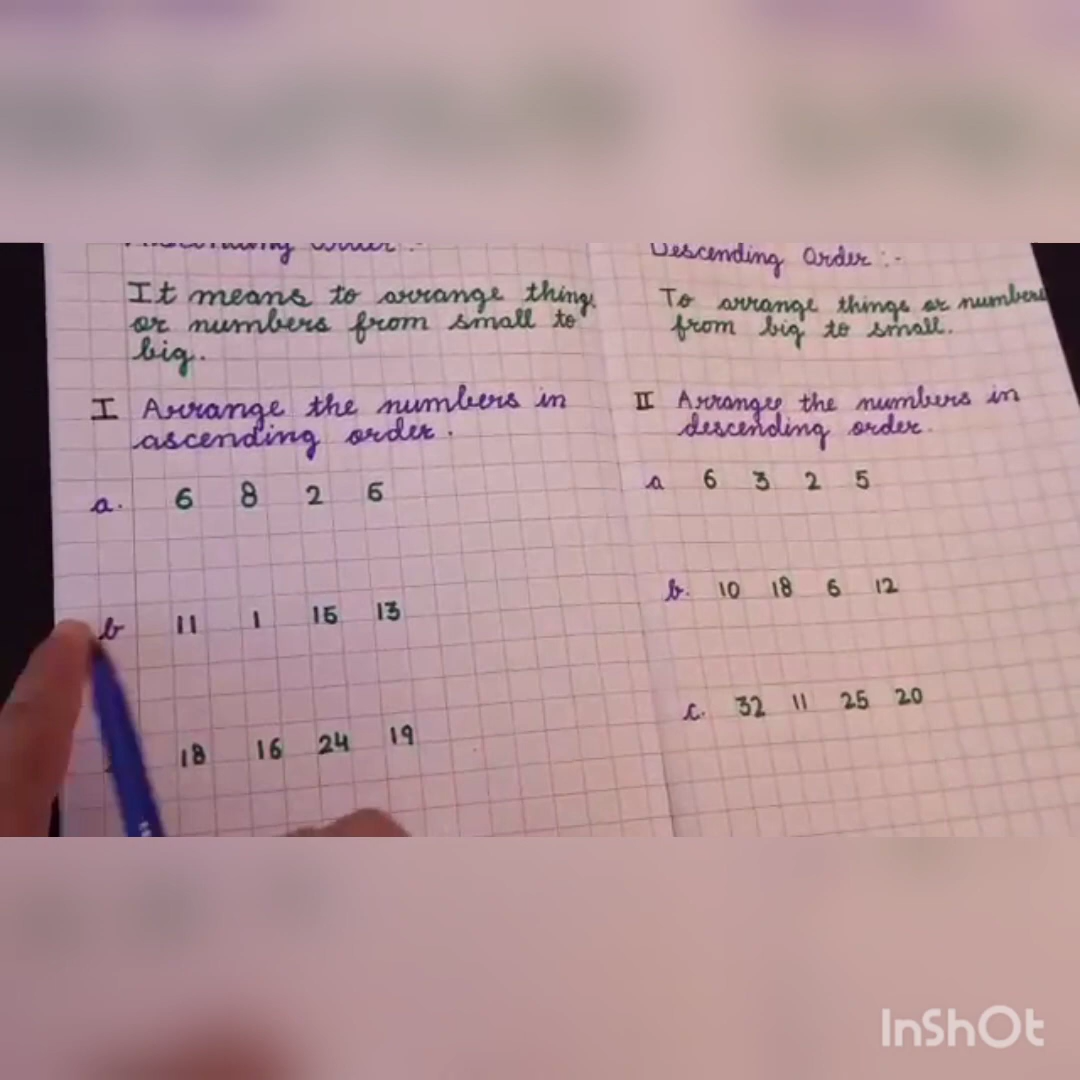 Ascending Order :-
It means to arrange things
or numbers from small to
big.
I Arrange the numbers in
ascending order.
a. 6 8 2 5
b 11 1 15 13
18 16 24 19
Descending Order :-
To arrange things or numbers
from big to small.
II Arrange the numbers in
descending order.
a 6 3 2 5
b. 10 18 6 12
c. 32 11 25 20
InShOt